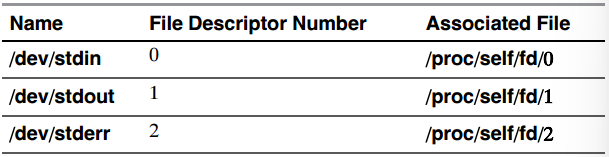 Name File Descriptor Number Associated File
/dev/stdin 0 /proc/self/fd/0
/dev/stdout 1 /proc/self/fd/1
/dev/stderr 2 /proc/self/fd/2